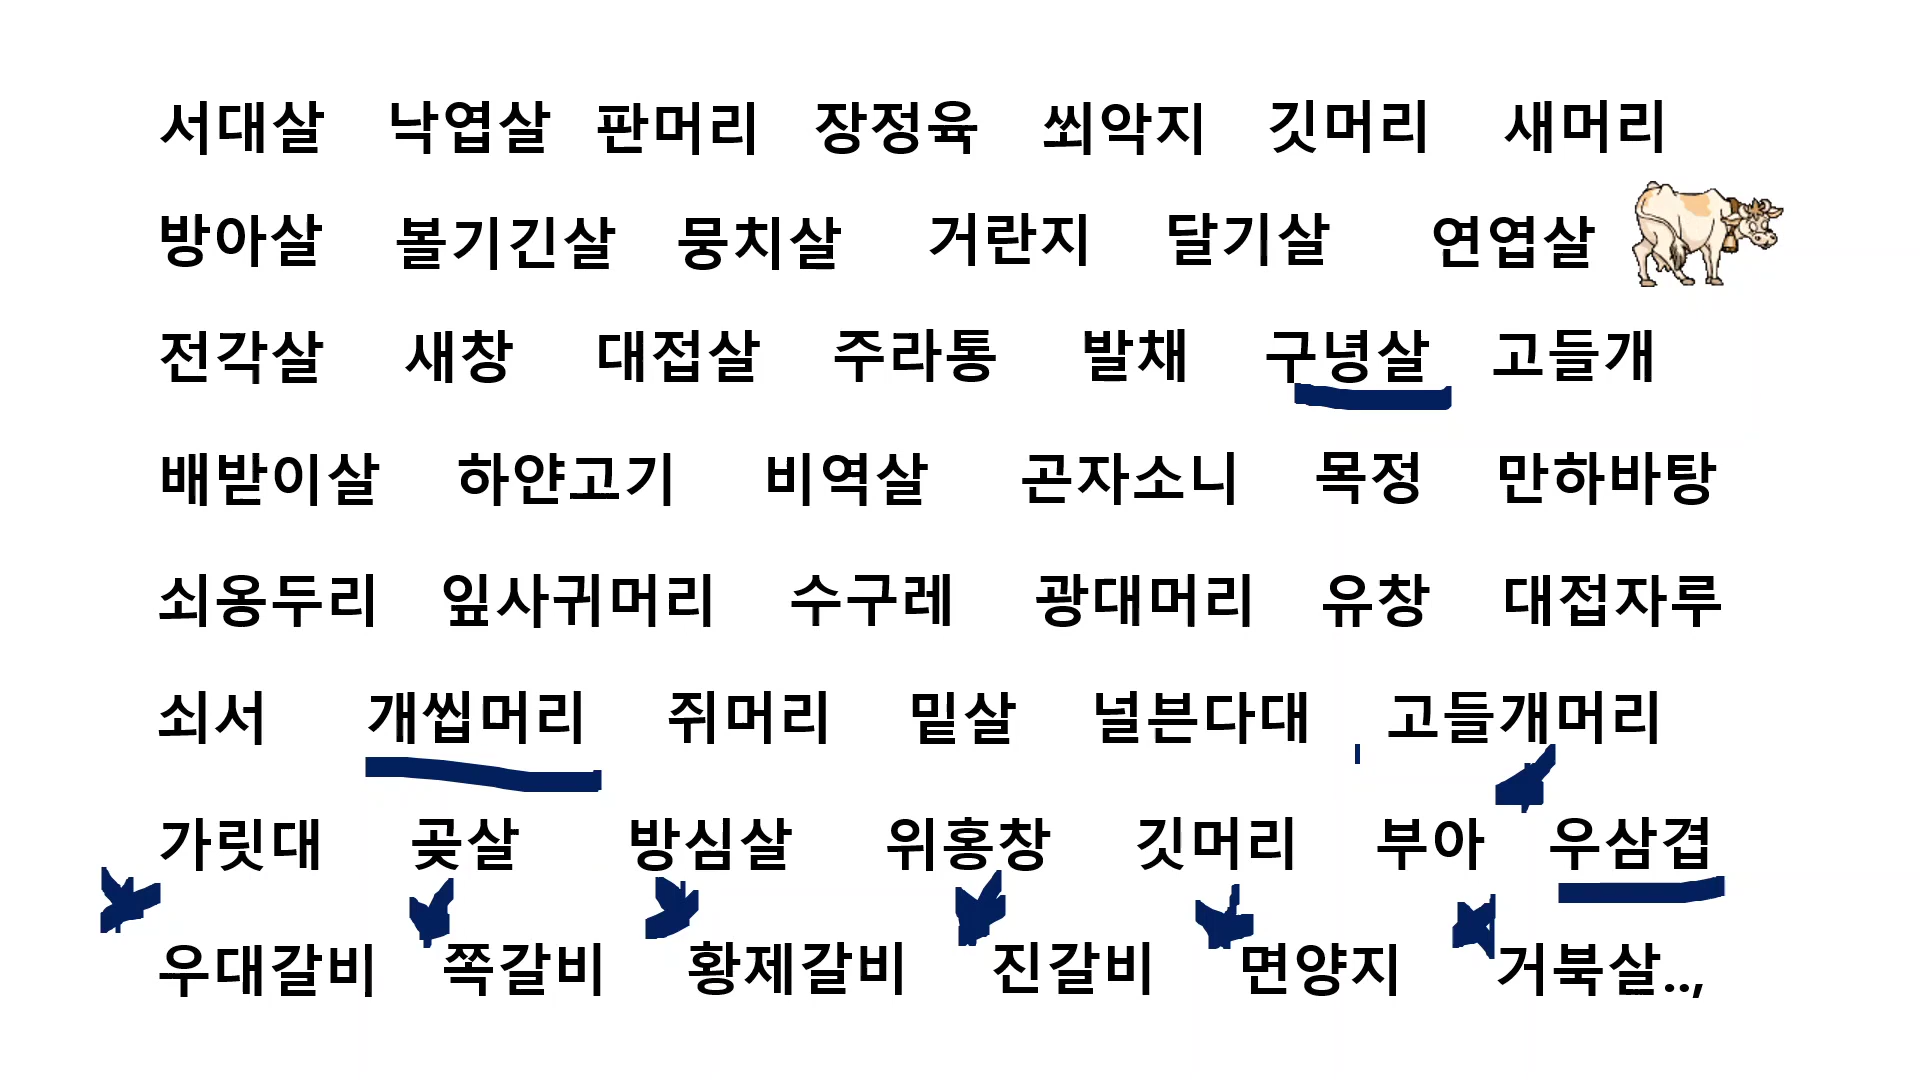 서대살 낙엽살 판머리 장정육 쐬악지 깃머리 새머리
방아살 볼기긴살 뭉치살 거란지 달기살 연엽살
전각살 새창 대접살 주라통 발채 구녕살 고들개
배받이살 하얀고기 비역살 곤자소니 목정 만하바탕
쇠옹두리 잎사귀머리 수구레 광대머리 유창 대접자루
쇠서 개씹머리 쥐머리 밑살 널븐다대 고들개머리
가릿대 곶살 방심살 위홍창 깃머리 부아 우삼겹
우대갈비 쪽갈비 황제갈비 진갈비 면양지 거북살..,